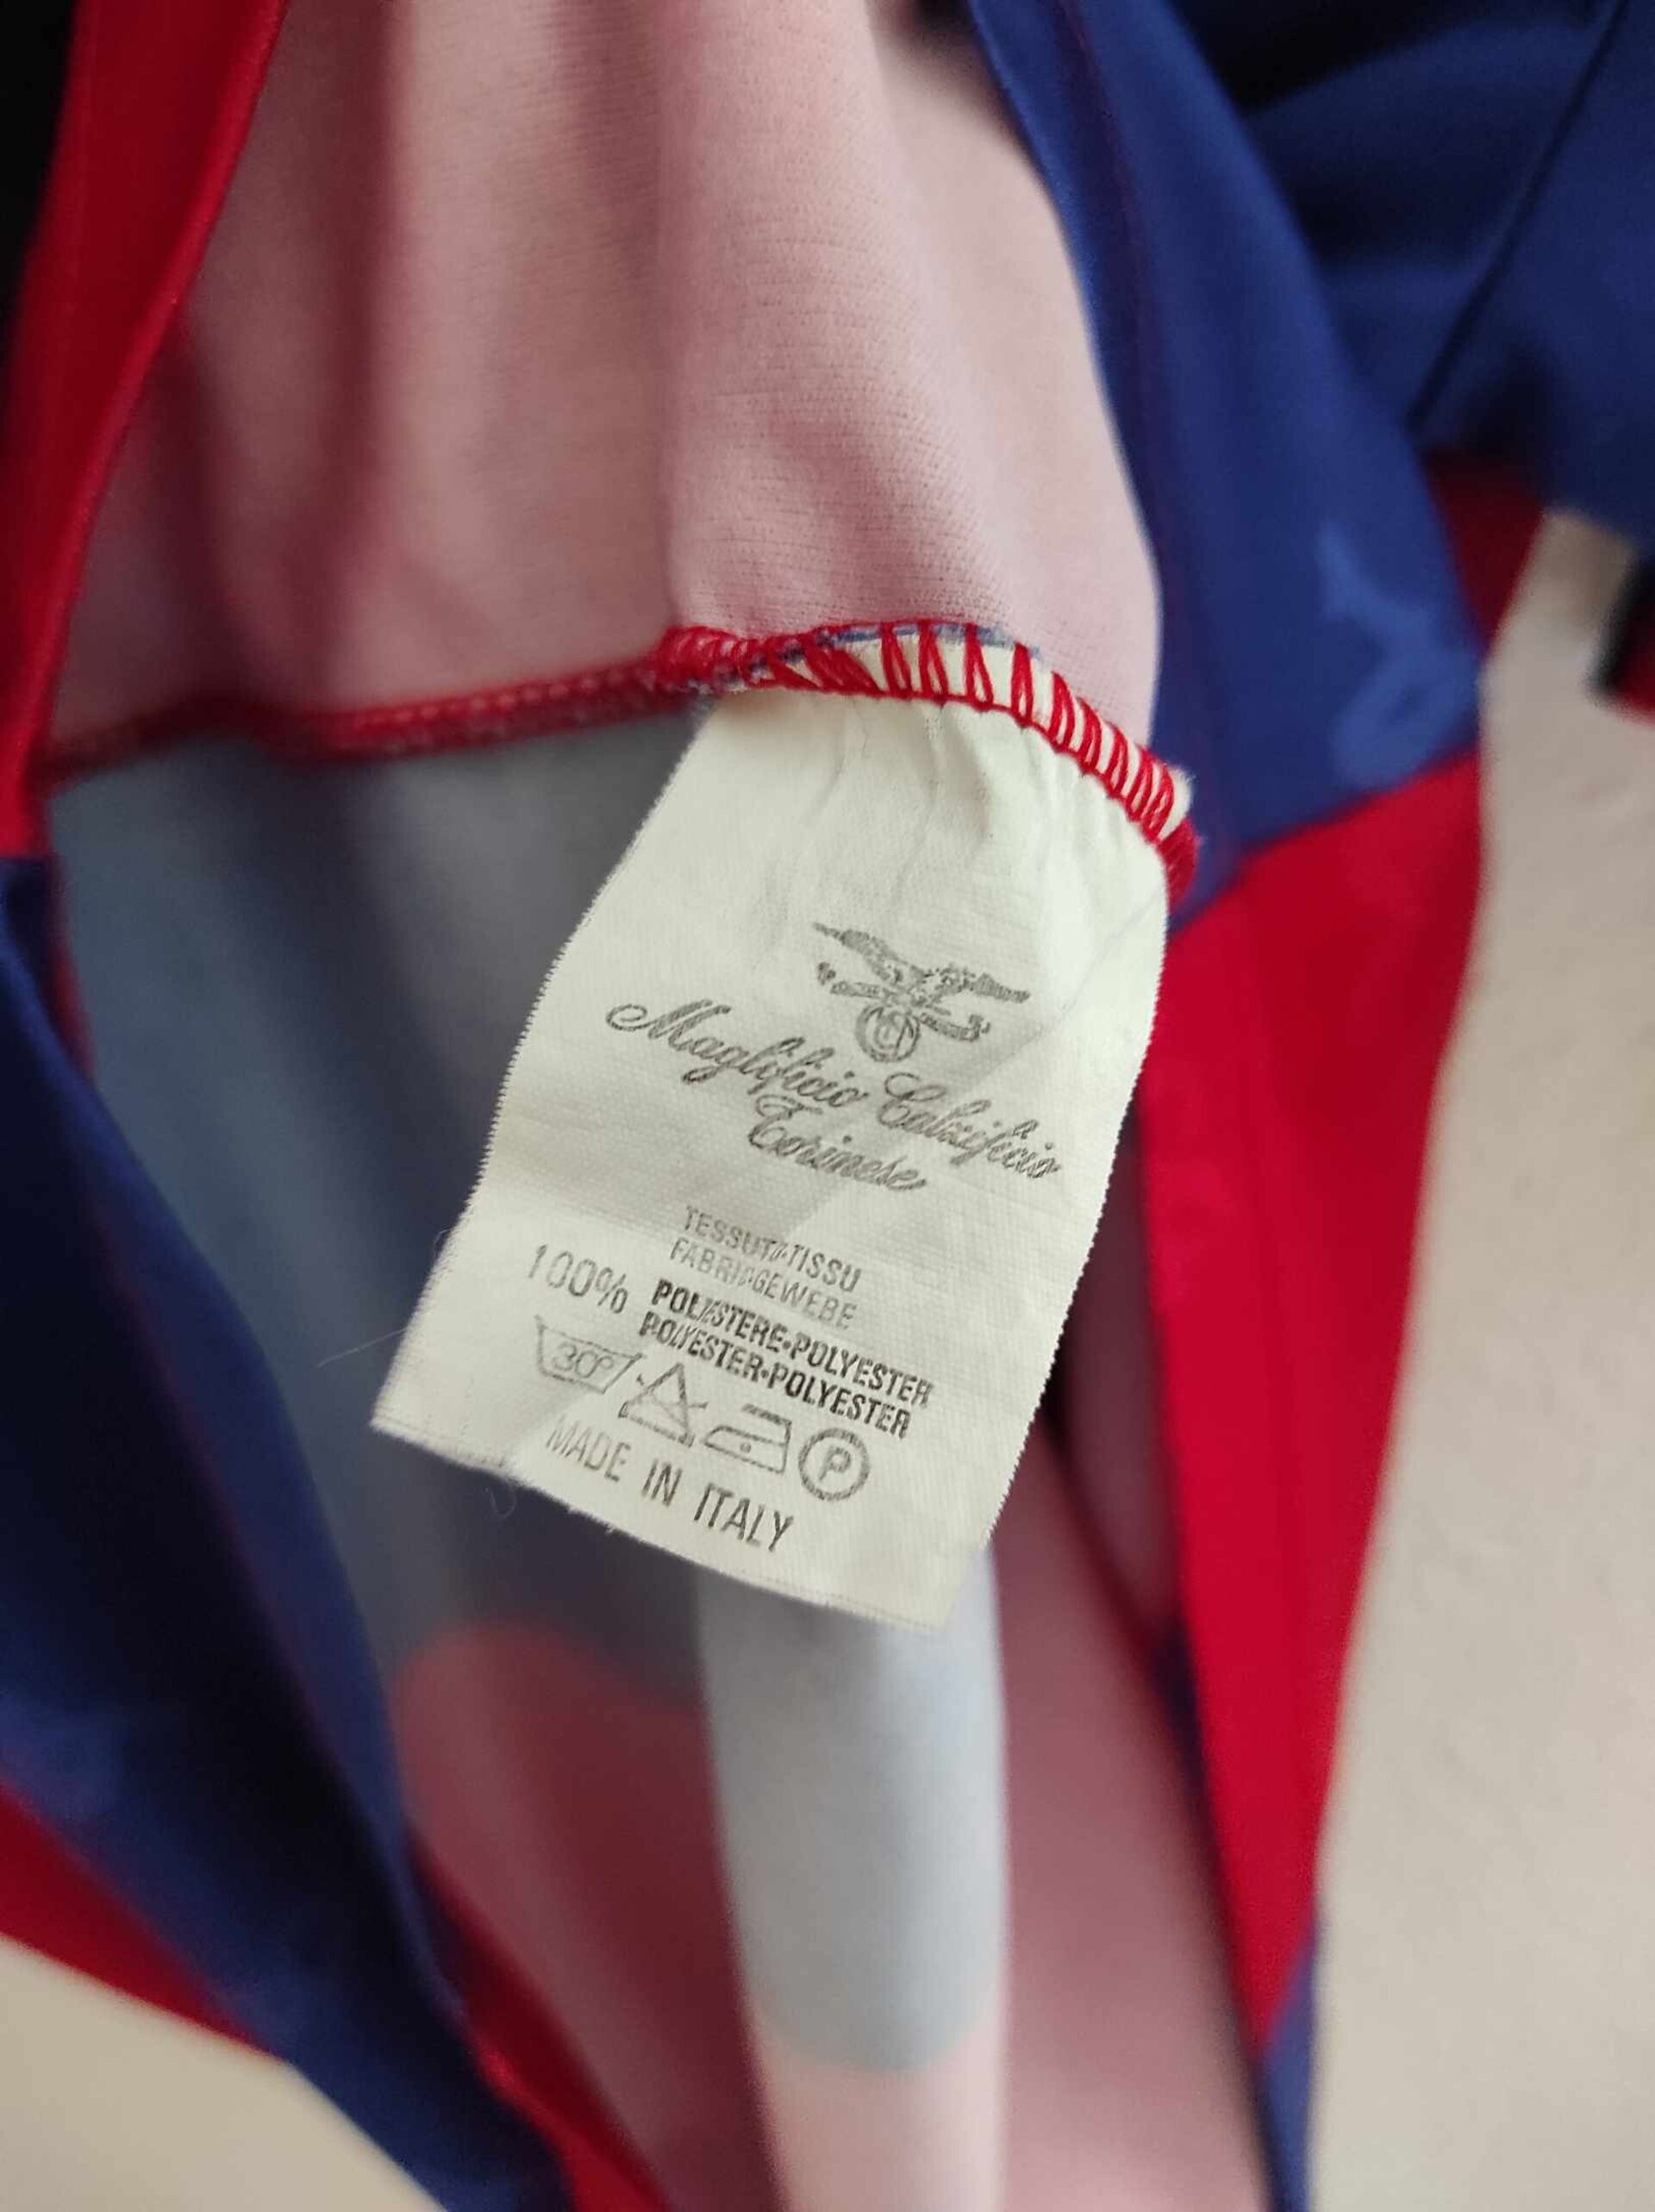 Maglificio Calzificio
Torinese
TESSUTO•TISSU
FABRIC•GEWEBE
100% POLIESTERE•POLYESTER
POLYESTER•POLYESTER
30° P
MADE IN ITALY